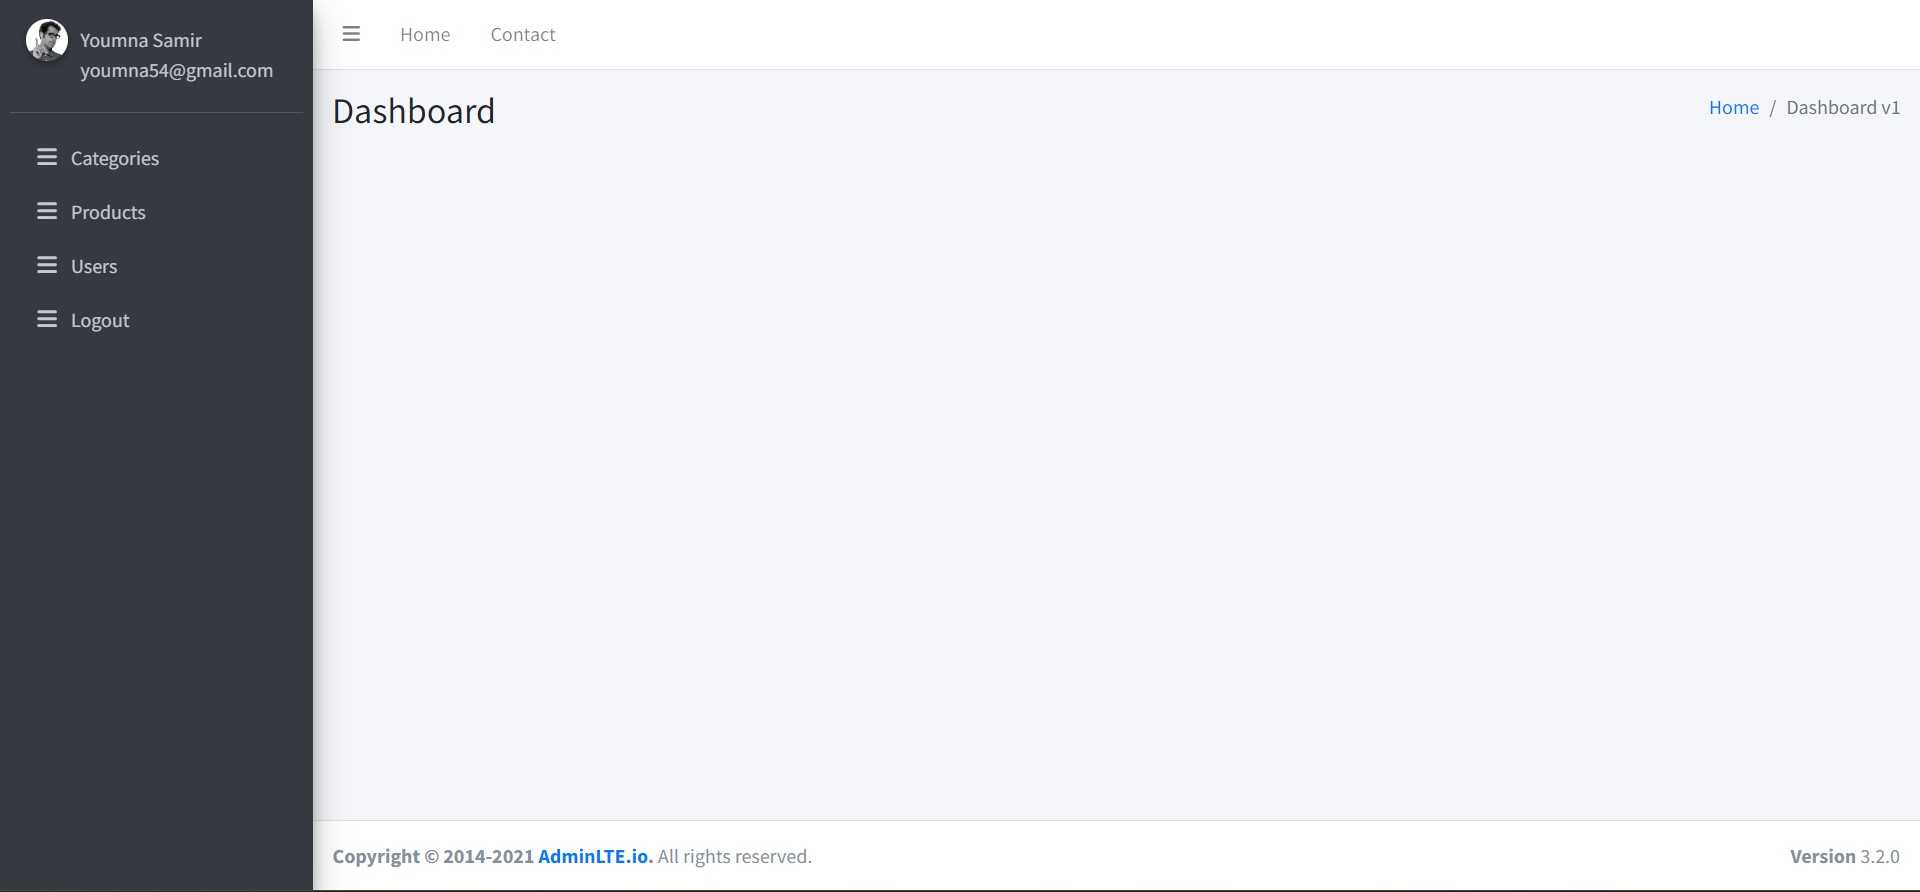 Youmna Samir
youmna54@gmail.com
Categories
Products
Users
Logout
Home Contact
Dashboard
Home / Dashboard v1
Copyright © 2014-2021 AdminLTE.io. All rights reserved.
Version 3.2.0